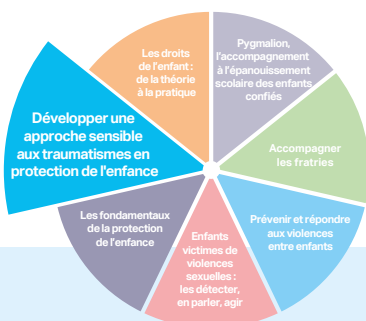 Les droits
de l'enfant :
de la théorie
à la pratique
Pygmalion,
l'accompagnement
à l'épanouissement
scolaire des enfants
confiés
Accompagner
les fratries
Prévenir et répondre
aux violences
entre enfants
Enfants
victimes de
violences
sexuelles :
les détecter,
en parler, agir
Les fondamentaux
de la protection
de l'enfance
Développer une
approche sensible
aux traumatismes en
protection de l'enfance